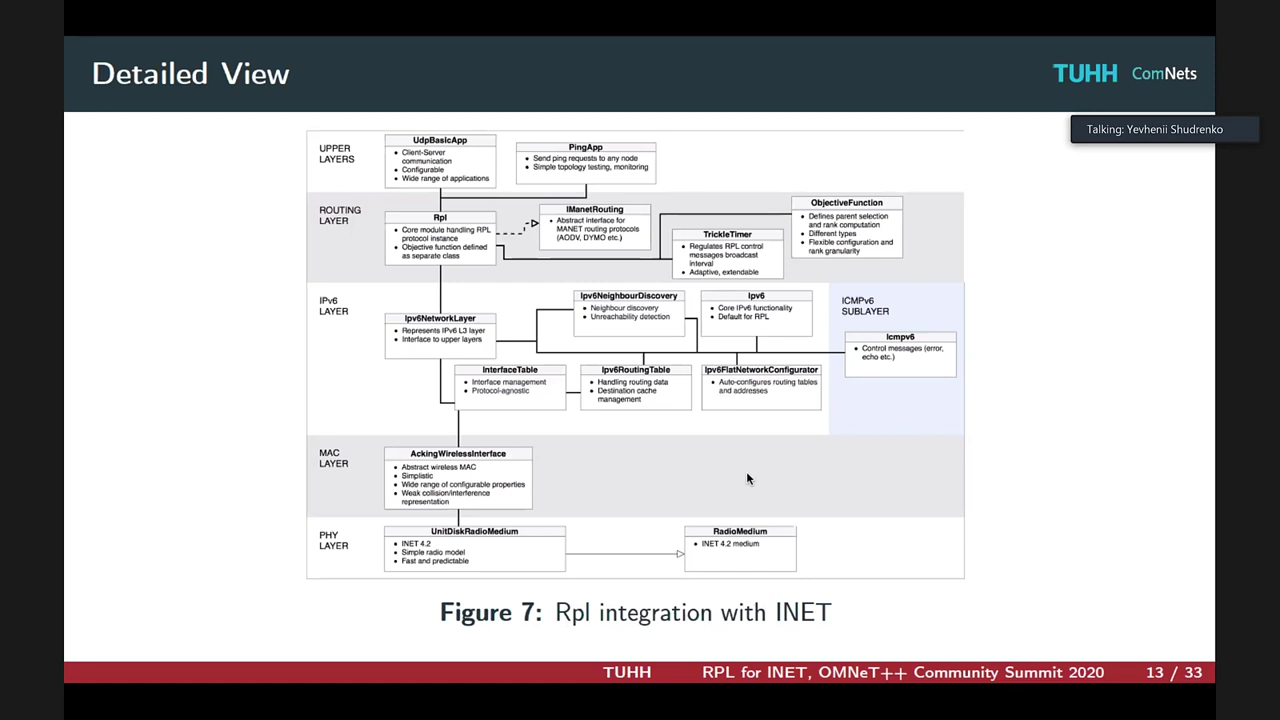 Detailed View
TUHH ComNets
Talking: Yevhenii Shudrenko
UPPER
LAYERS
UdpBasicApp
• Client-Server
communication
• Configurable
• Wide range of applications
PingApp
• Send ping requests to any node
• Simple topology testing, monitoring
ROUTING
LAYER
Rpl
• Core module handling RPL
protocol instance
• Objective function defined
as separate class
IManetRouting
• Abstract interface for
MANET routing protocols
(AODV, DYMO etc.)
TrickleTimer
• Regulates RPL control
messages broadcast
interval
• Adaptive, extendable
ObjectiveFunction
• Defines parent selection
and rank computation
• Different types
• Flexible configuration and
rank granularity
IPv6
LAYER
Ipv6NetworkLayer
• Represents IPv6 L3 layer
• Interface to upper layers
Ipv6NeighbourDiscovery
• Neighbour discovery
• Unreachability detection
Ipv6
• Core IPv6 functionality
• Default for RPL
ICMPv6
SUBLAYER
Icmpv6
• Control messages (error,
echo etc.)
InterfaceTable
• Interface management
• Protocol-agnostic
Ipv6RoutingTable
• Handling routing data
• Destination cache
management
Ipv6FlatNetworkConfigurator
• Auto-configures routing tables
and addresses
MAC
LAYER
AckingWirelessInterface
• Abstract wireless MAC
• Simplistic
• Wide range of configurable properties
• Weak collision/interference
representation
PHY
LAYER
UnitDiskRadioMedium
• INET 4.2
• Simple radio model
• Fast and predictable
RadioMedium
• INET 4.2 medium
Figure 7: Rpl integration with INET
TUHH RPL for INET, OMNeT++ Community Summit 2020 13 / 33